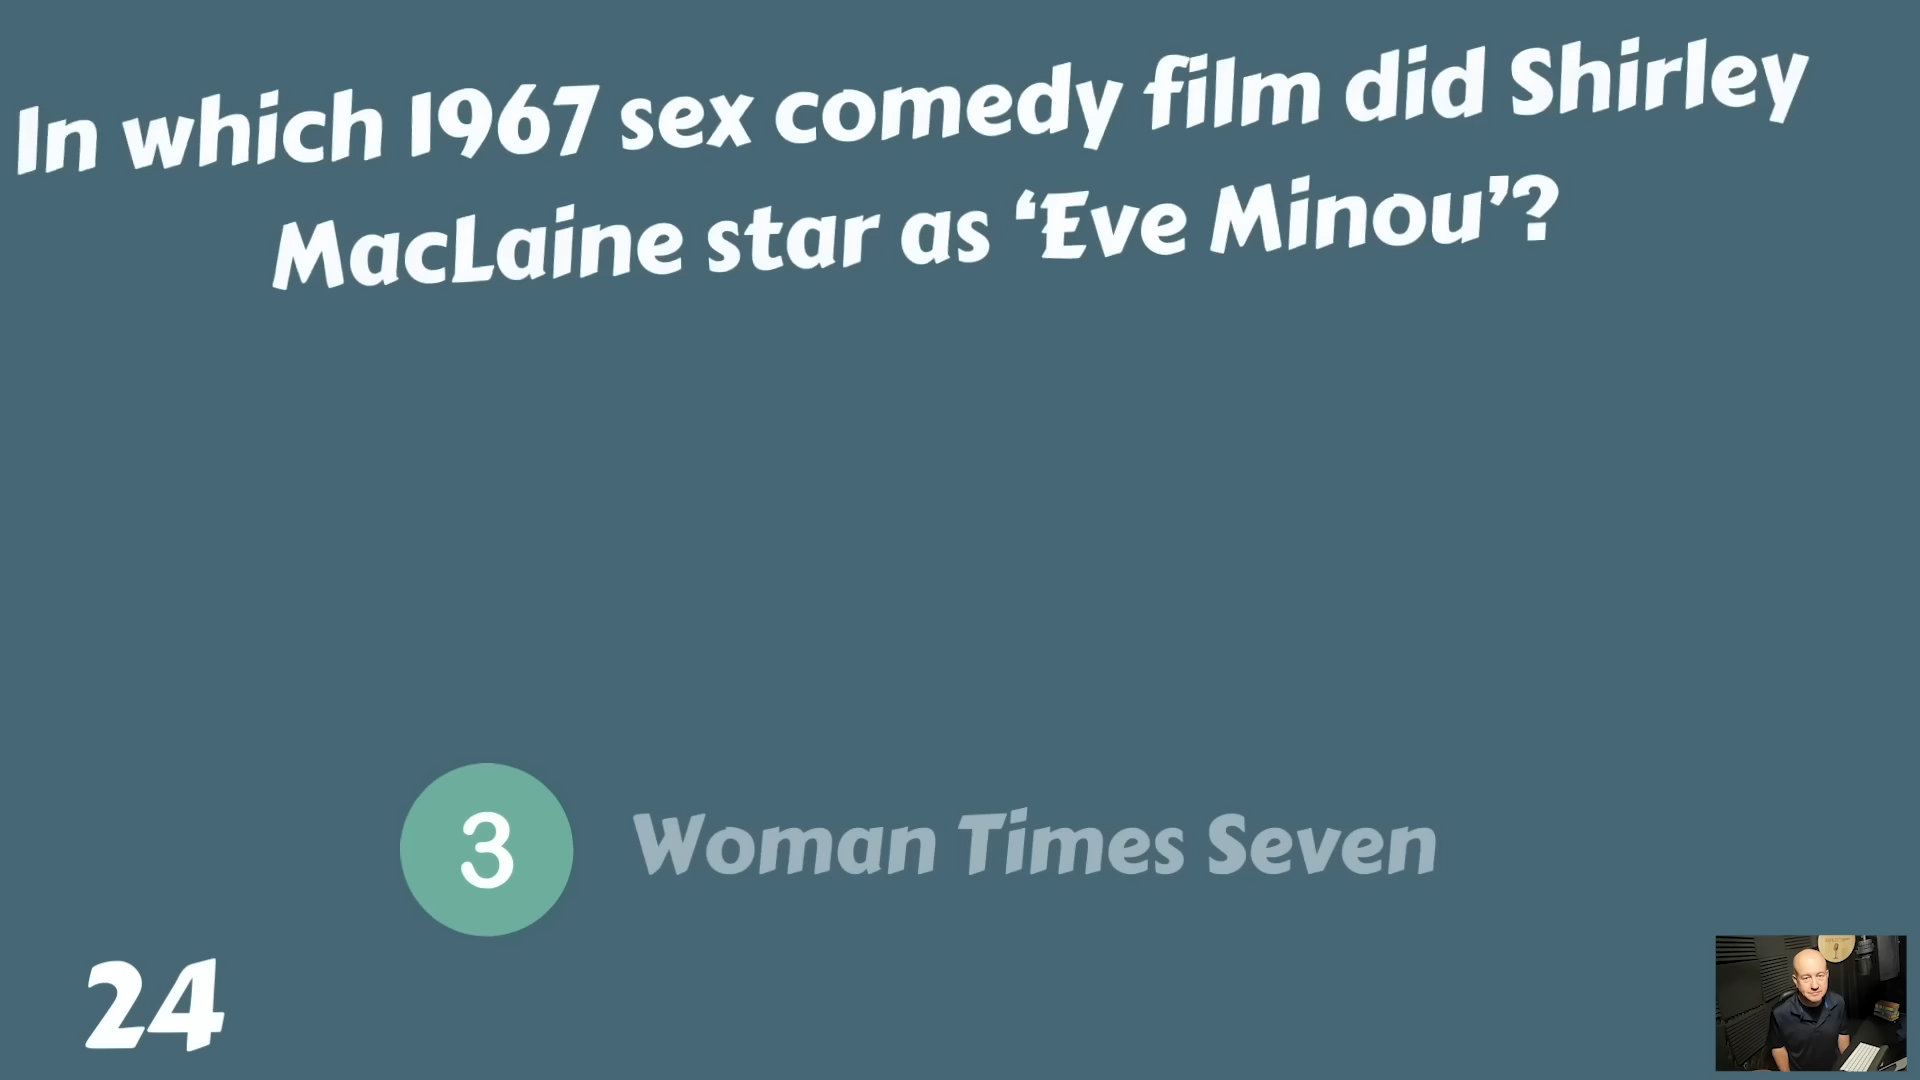 In which 1967 sex comedy film did Shirley
MacLaine star as ‘Eve Minou’?
3
Woman Times Seven
24